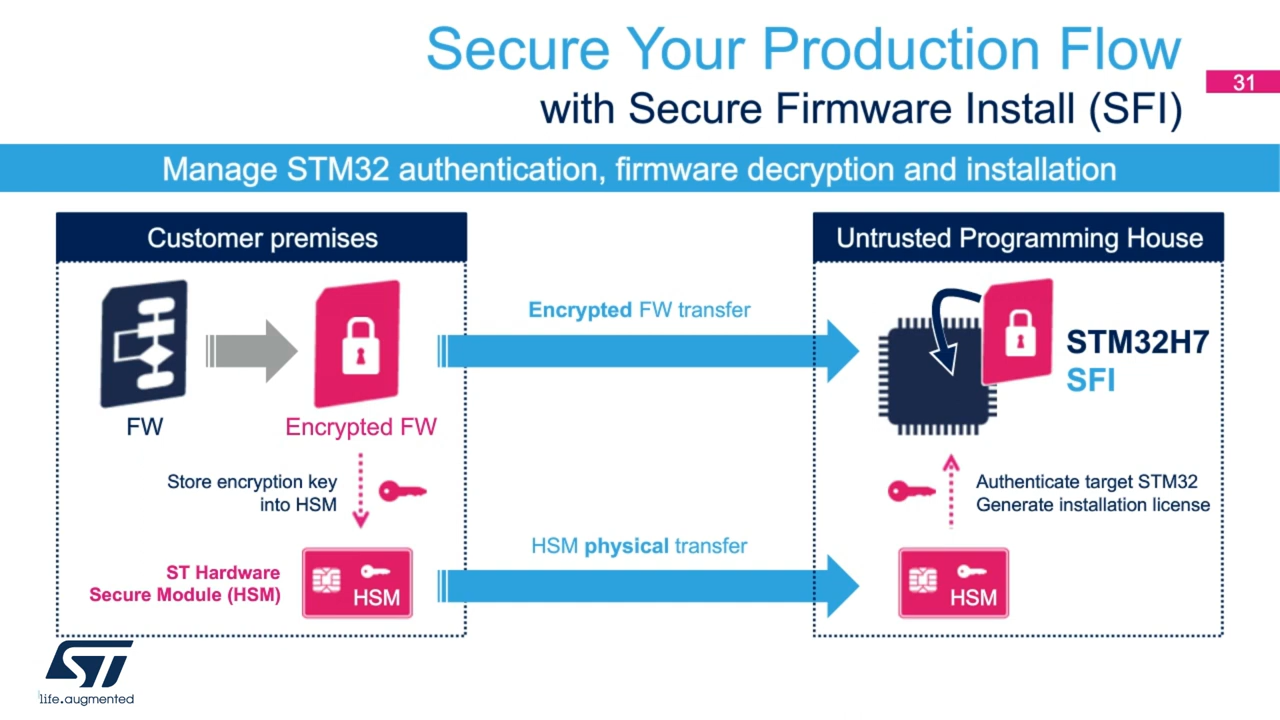 Secure Your Production Flow
with Secure Firmware Install (SFI)
31
Manage STM32 authentication, firmware decryption and installation
Customer premises
FW
Encrypted FW
Store encryption key
into HSM
ST Hardware
Secure Module (HSM)
HSM
Encrypted FW transfer
HSM physical transfer
Untrusted Programming House
STM32H7
SFI
Authenticate target STM32
Generate installation license
HSM
ST
life.augmented